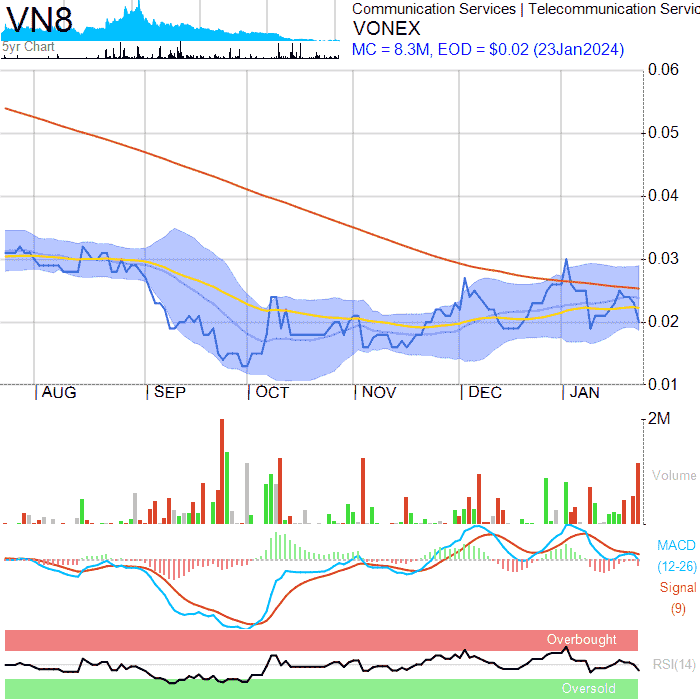 VN8
5yr Chart
Communication Services | Telecommunication Servic
VONEX
MC = 8.3M, EOD = $0.02 (23Jan2024)
0.06
0.05
0.04
0.03
0.02
0.01
| AUG | SEP | OCT | NOV | DEC | JAN
2M
Volume
MACD
(12-26)
Signal
(9)
Overbought
RSI(14)
Oversold